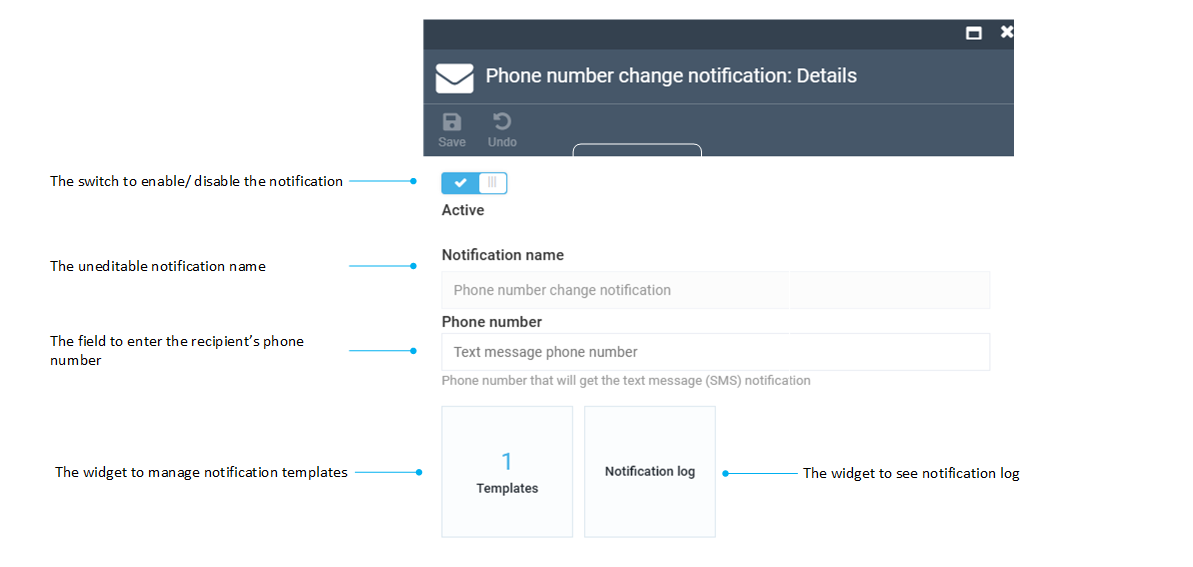 Phone number change notification: Details
Save
Undo
The switch to enable/ disable the notification
Active
Notification name
The uneditable notification name
Phone number change notification
Phone number
The field to enter the recipient’s phone
number
Text message phone number
Phone number that will get the text message (SMS) notification
The widget to manage notification templates
1
Templates
Notification log
The widget to see notification log